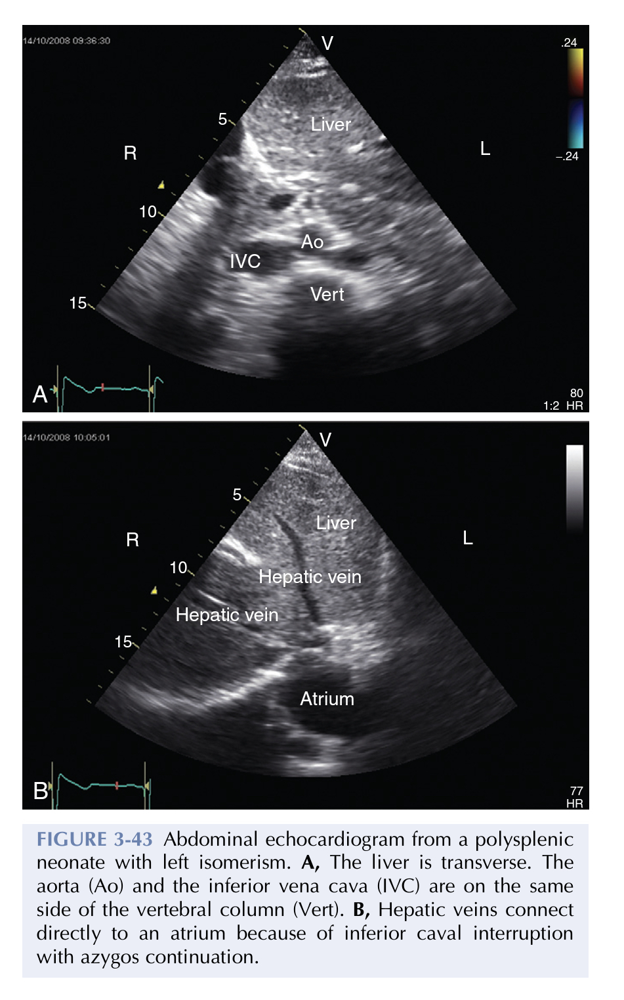 14/10/2008 09:36:30
V
.24
5
Liver
R
L
-.24
10
Ao
IVC
Vert
15
A
80
1:2 HR
14/10/2008 10:05:01
V
5
Liver
R
L
10
Hepatic vein
Hepatic vein
15
Atrium
B
77
HR
FIGURE 3-43 Abdominal echocardiogram from a polysplenic
neonate with left isomerism. A, The liver is transverse. The
aorta (Ao) and the inferior vena cava (IVC) are on the same
side of the vertebral column (Vert). B, Hepatic veins connect
directly to an atrium because of inferior caval interruption
with azygos continuation.